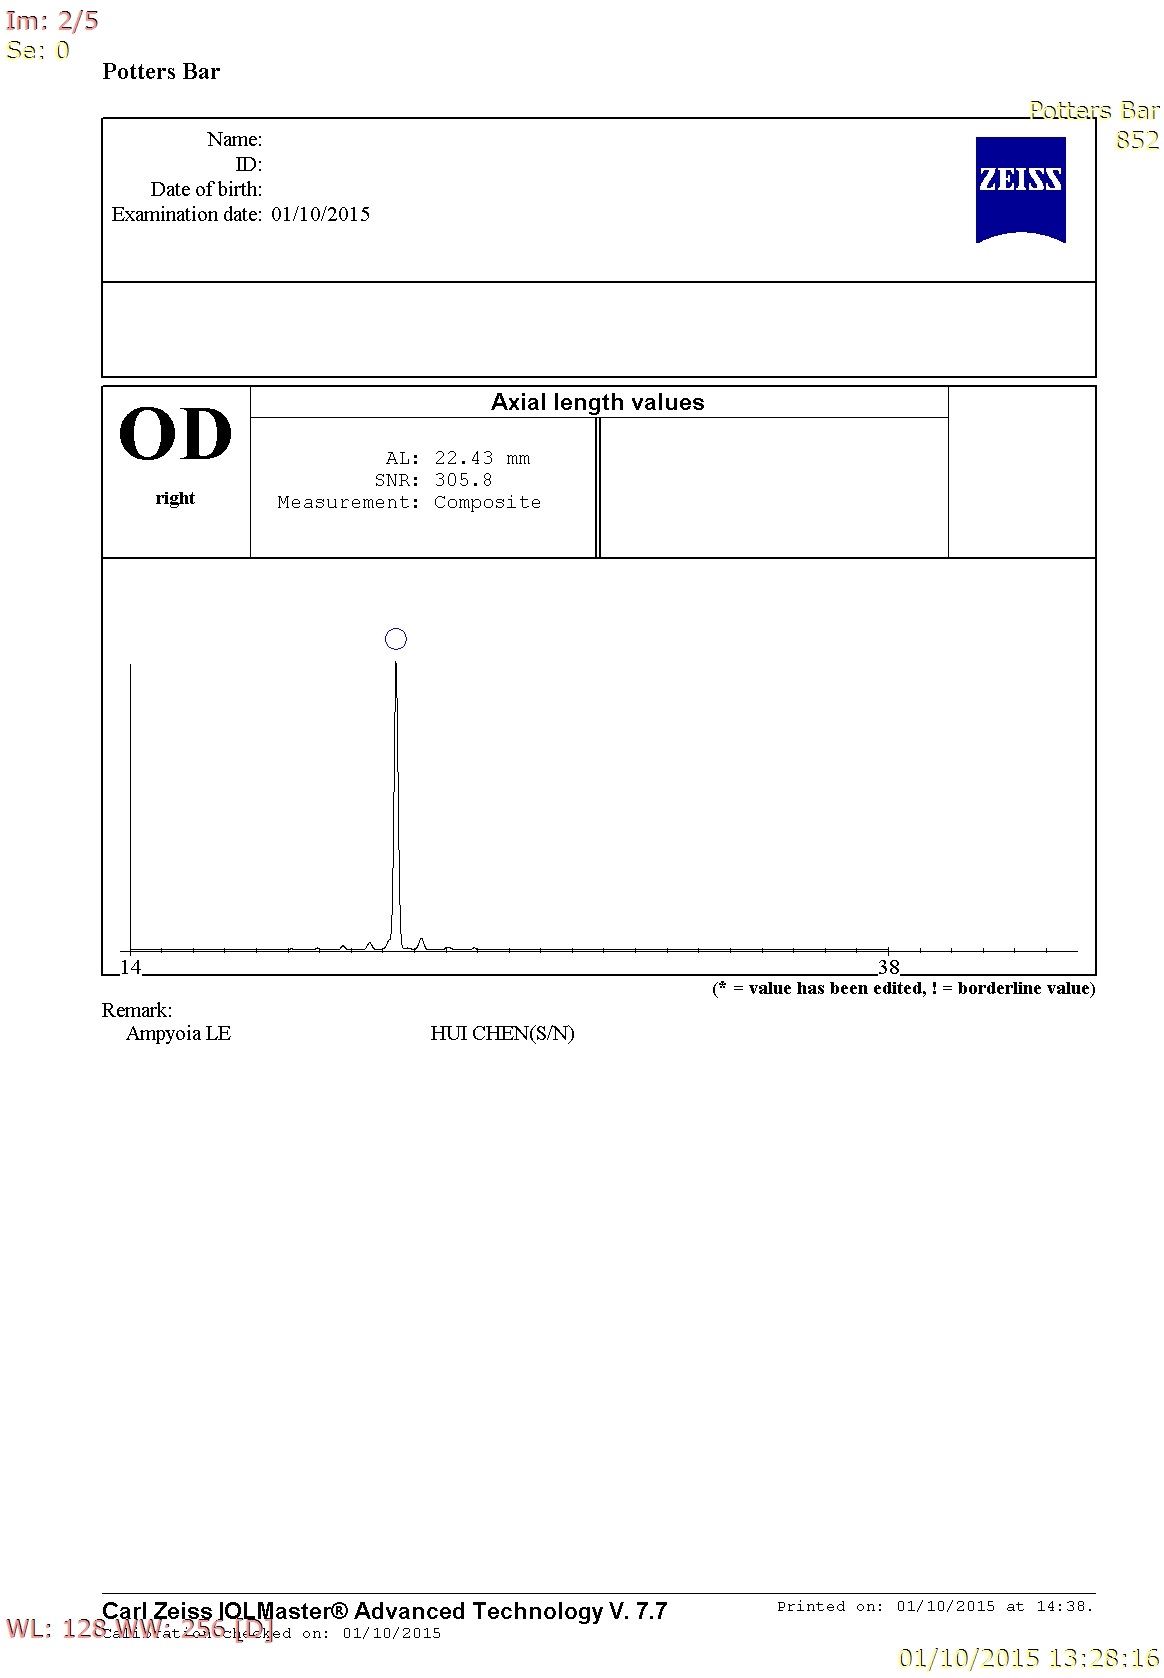 Im: 2/5
Se: 0
Potters Bar
Potters Bar
852
Name:
ID:
Date of birth:
Examination date: 01/10/2015
ZEISS
OD
right
Axial length values
AL: 22.43 mm
SNR: 305.8
Measurement: Composite
14
38
(* = value has been edited, ! = borderline value)
Remark:
Ampyoia LE HUI CHEN(S/N)
Carl Zeiss IOLMaster® Advanced Technology V. 7.7
Printed on: 01/10/2015 at 14:38.
WL: 128 WW: 256 [D]
Calibration checked on: 01/10/2015
01/10/2015 13:28:16